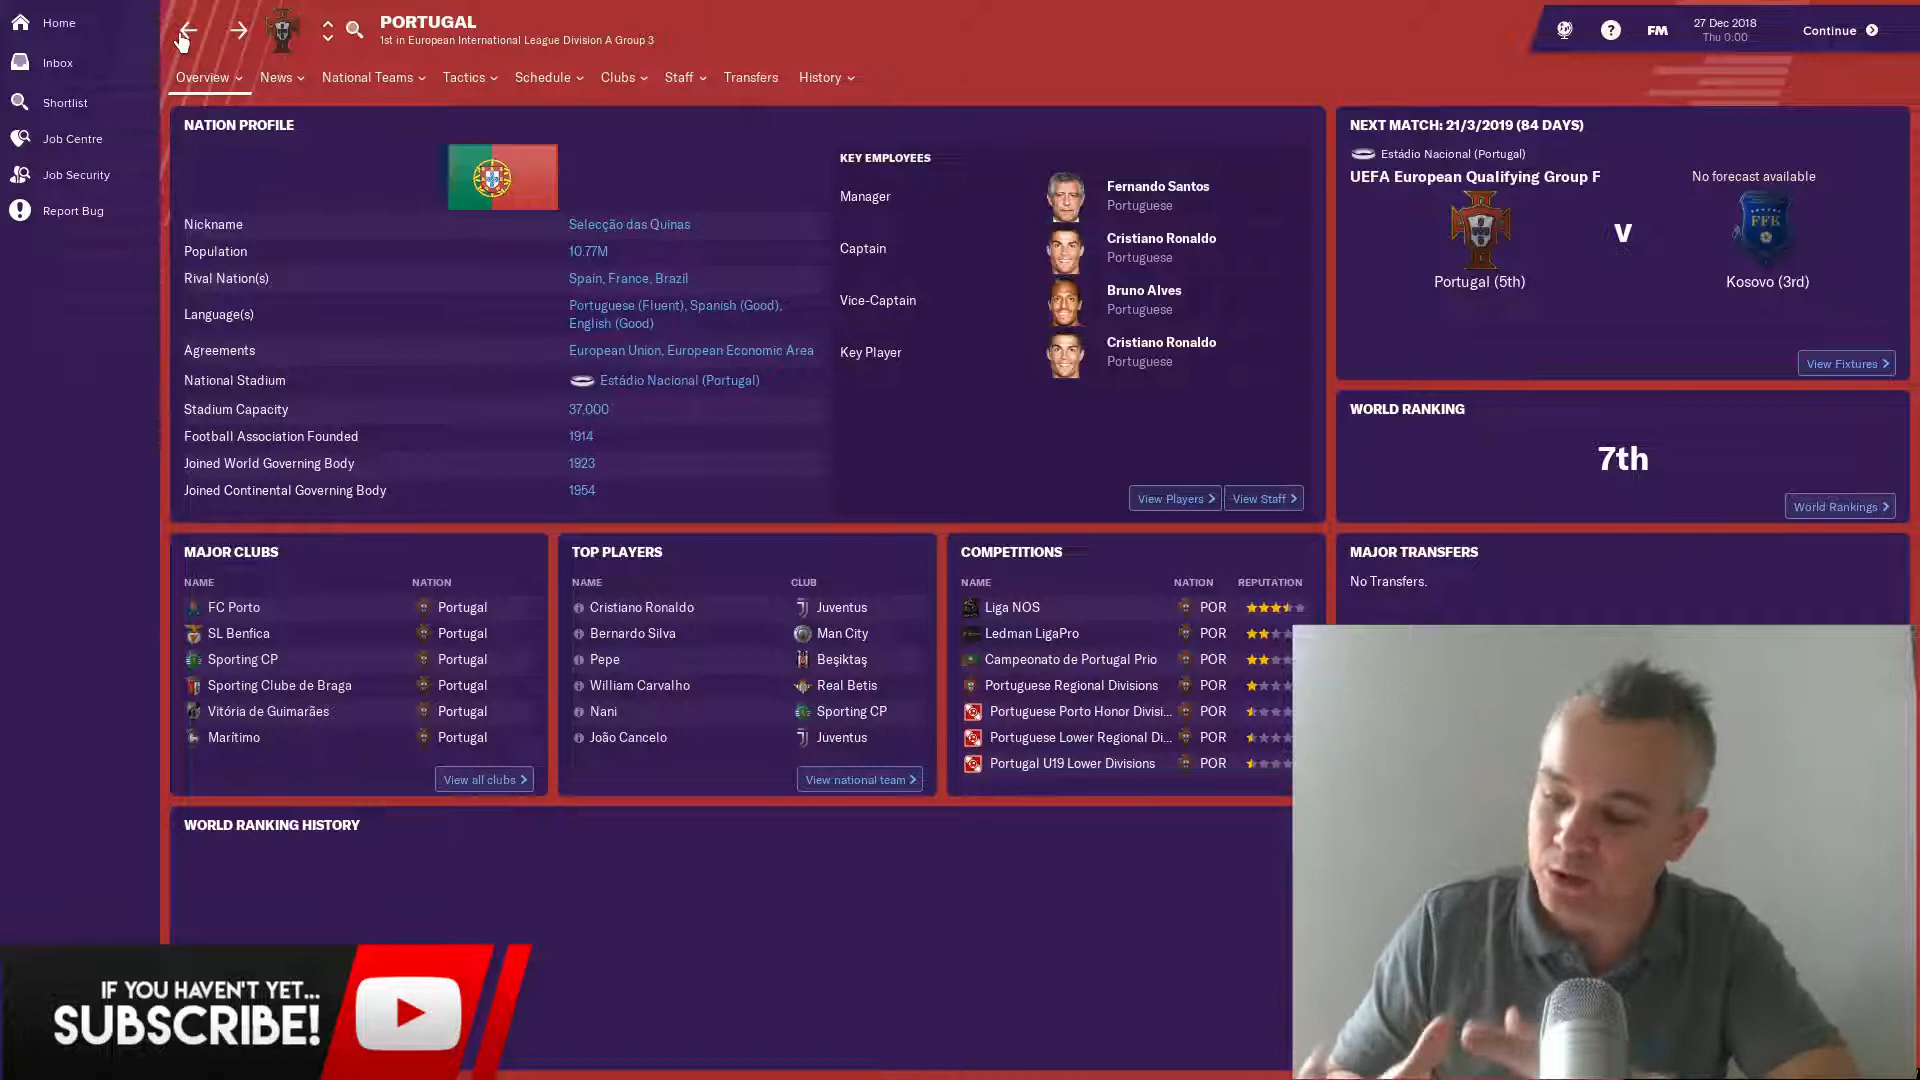 Home
Inbox
Shortlist
Job Centre
Job Security
Report Bug
PORTUGAL
1st in European International League Division A Group 3
FM
27 Dec 2018
Thu 0:00
Continue
Overview
News
National Teams
Tactics
Schedule
Clubs
Staff
Transfers
History
NATION PROFILE
Nickname
Selecção das Quinas
Population
10.77M
Rival Nation(s)
Spain, France, Brazil
Language(s)
Portuguese (Fluent), Spanish (Good),
English (Good)
Agreements
European Union, European Economic Area
National Stadium
Estádio Nacional (Portugal)
Stadium Capacity
37,000
Football Association Founded
1914
Joined World Governing Body
1923
Joined Continental Governing Body
1954
KEY EMPLOYEES
Manager
Fernando Santos
Portuguese
Captain
Cristiano Ronaldo
Portuguese
Vice-Captain
Bruno Alves
Portuguese
Key Player
Cristiano Ronaldo
Portuguese
View Players
View Staff
NEXT MATCH: 21/3/2019 (84 DAYS)
Estádio Nacional (Portugal)
UEFA European Qualifying Group F
No forecast available
V
FFK
Portugal (5th)
Kosovo (3rd)
View Fixtures
WORLD RANKING
7th
World Rankings
MAJOR CLUBS
NAME NATION
FC Porto Portugal
SL Benfica Portugal
Sporting CP Portugal
Sporting Clube de Braga Portugal
Vitória de Guimarães Portugal
Marítimo Portugal
View all clubs
TOP PLAYERS
NAME CLUB
Cristiano Ronaldo Juventus
Bernardo Silva Man City
Pepe Beşiktaş
William Carvalho Real Betis
Nani Sporting CP
João Cancelo Juventus
View national team
COMPETITIONS
NAME NATION REPUTATION
Liga NOS POR
Ledman LigaPro POR
Campeonato de Portugal Prio POR
Portuguese Regional Divisions POR
Portuguese Porto Honor Divisi... POR
Portuguese Lower Regional Di... POR
Portugal U19 Lower Divisions POR
MAJOR TRANSFERS
No Transfers.
WORLD RANKING HISTORY
IF YOU HAVEN'T YET...
SUBSCRIBE!